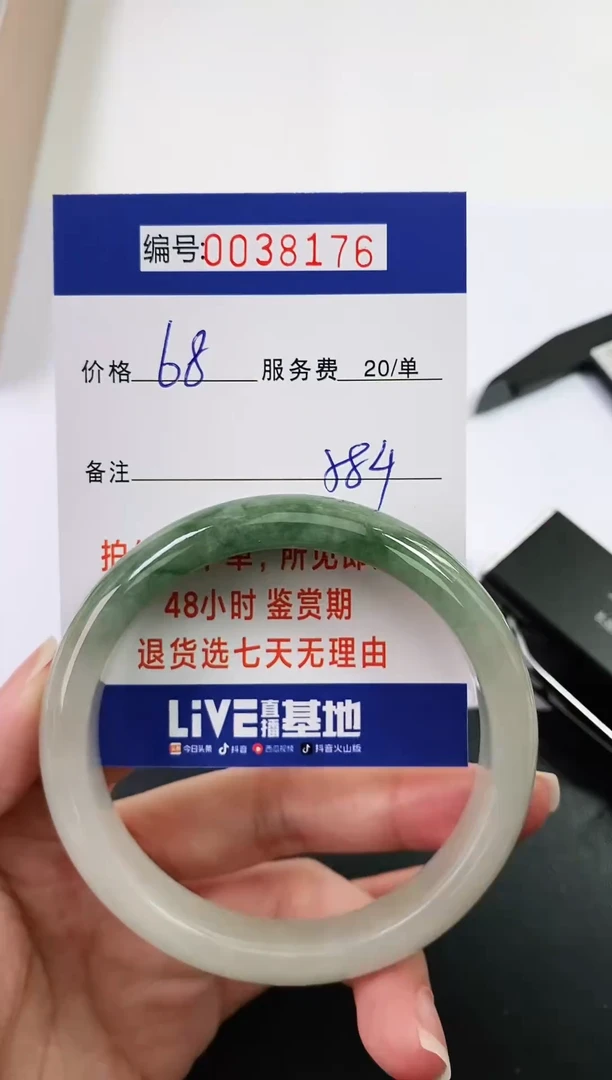 编号:0038176
价格 68 服务费 20/单
备注 884
拍 单，所见即
48小时 鉴赏期
退货选七天无理由
LiVE直播基地
今日头条 抖音 西瓜视频 抖音火山版